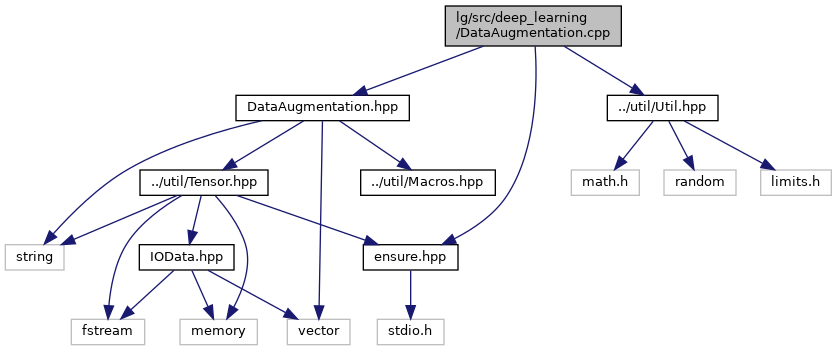 lg/src/deep_learning
/DataAugmentation.cpp
DataAugmentation.hpp
../util/Util.hpp
../util/Tensor.hpp
../util/Macros.hpp
math.h
random
limits.h
string
IOData.hpp
ensure.hpp
fstream
memory
vector
stdio.h